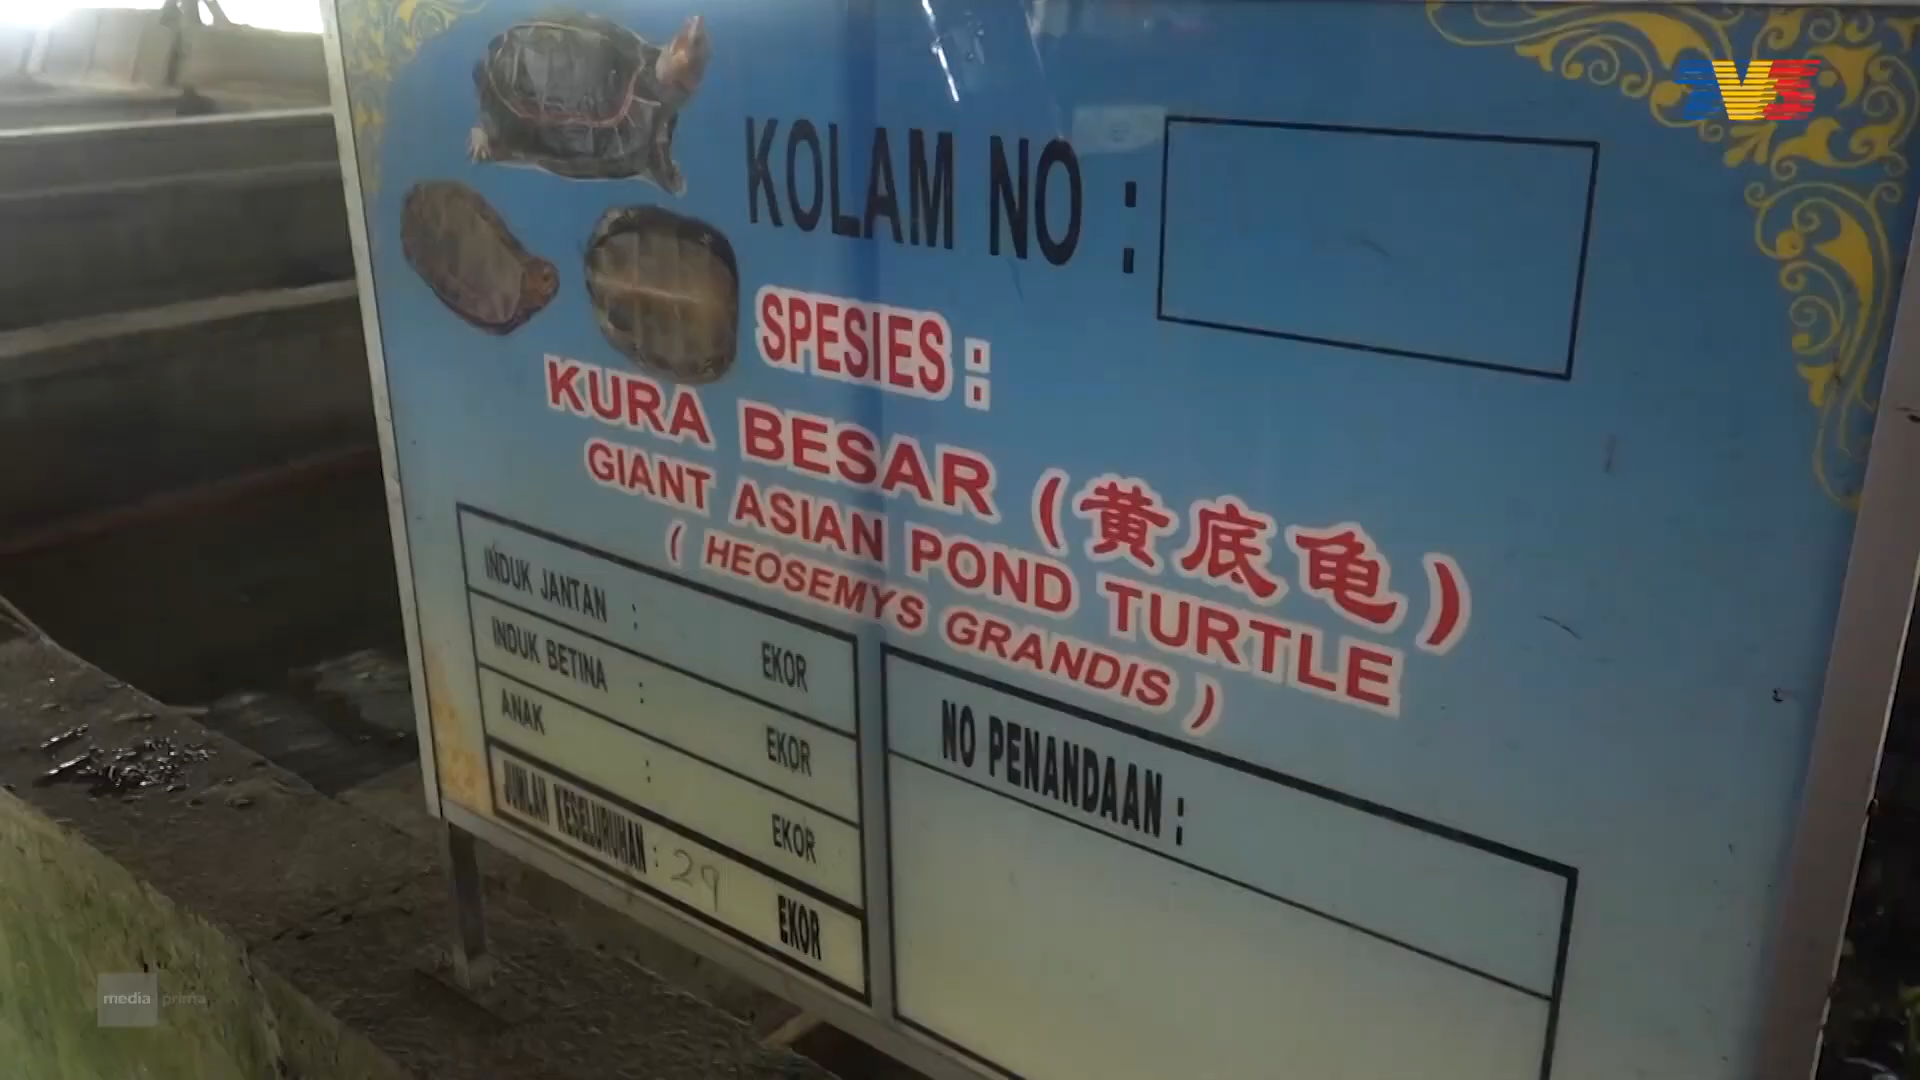 TV3
KOLAM NO :
SPESIES :
KURA BESAR (黄底龟)
GIANT ASIAN POND TURTLE
( HEOSEMYS GRANDIS )
INDUK JANTAN : EKOR
INDUK BETINA : EKOR
ANAK : EKOR
JUMLAH KESELURUHAN : 29 EKOR
NO PENANDAAN :
media prima